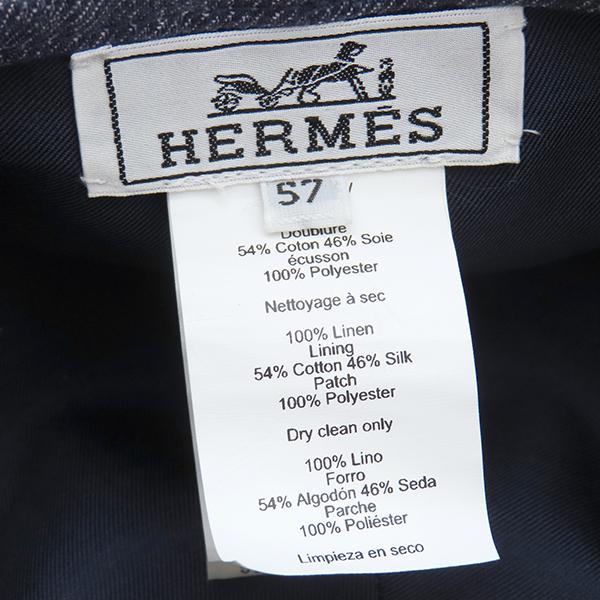 HERMÈS
57
Doublure
54% Coton 46% Soie
écusson
100% Polyester
Nettoyage à sec
100% Linen
Lining
54% Cotton 46% Silk
Patch
100% Polyester
Dry clean only
100% Lino
Forro
54% Algodón 46% Seda
Parche
100% Poliéster
Limpieza en seco